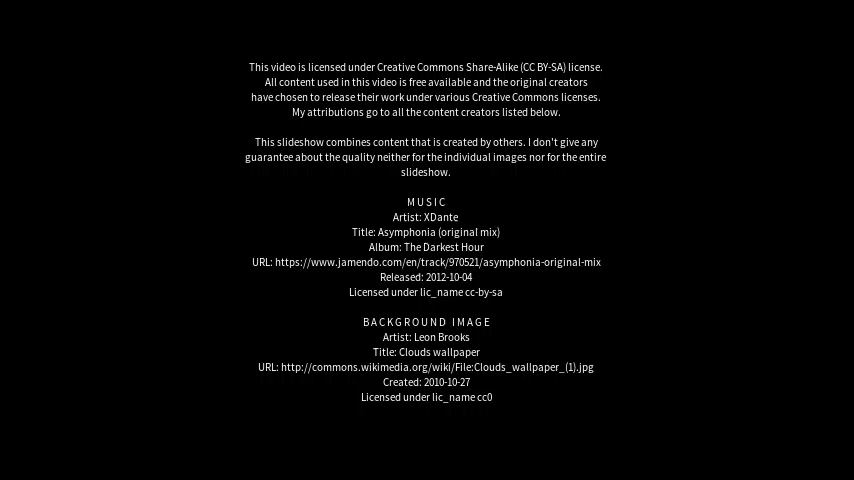 This video is licensed under Creative Commons Share-Alike (CC BY-SA) license.
All content used in this video is free available and the original creators
have chosen to release their work under various Creative Commons licenses.
My attributions go to all the content creators listed below.
This slideshow combines content that is created by others. I don't give any
guarantee about the quality neither for the individual images nor for the entire
slideshow.
MUSIC
Artist: XDante
Title: Asymphonia (original mix)
Album: The Darkest Hour
URL: https://www.jamendo.com/en/track/970521/asymphonia-original-mix
Released: 2012-10-04
Licensed under lic_name cc-by-sa
BACKGROUND IMAGE
Artist: Leon Brooks
Title: Clouds wallpaper
URL: http://commons.wikimedia.org/wiki/File:Clouds_wallpaper_(1).jpg
Created: 2010-10-27
Licensed under lic_name cc0